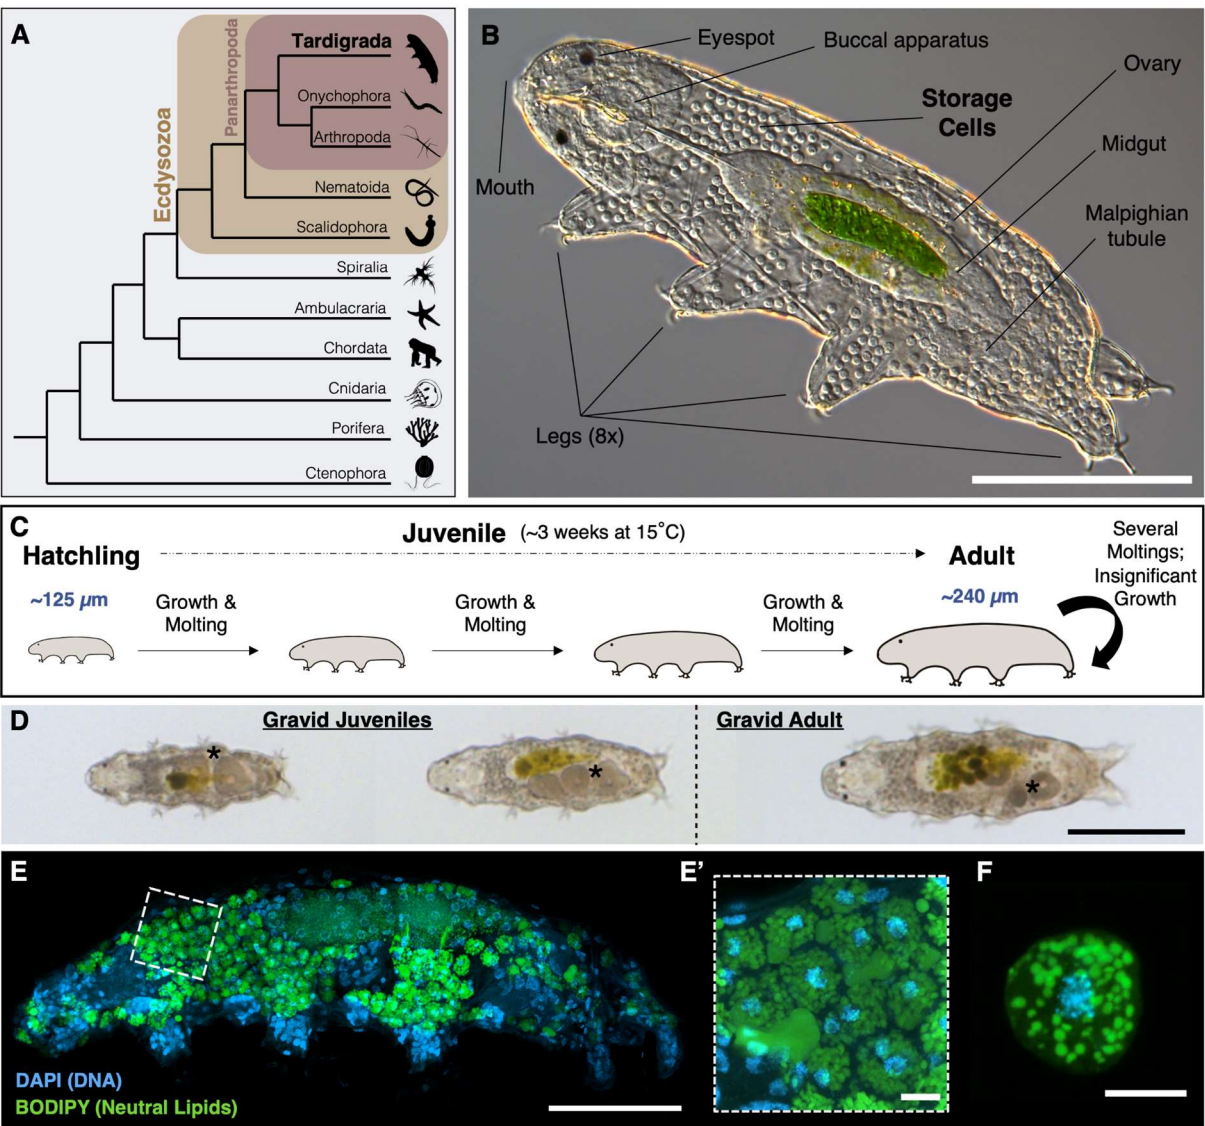 A
Ecdysozoa
Panarthropoda
Tardigrada
Onychophora
Arthropoda
Nematoida
Scalidophora
Spiralia
Ambulacraria
Chordata
Cnidaria
Porifera
Ctenophora
B
Eyespot
Buccal apparatus
Ovary
Storage
Cells
Midgut
Mouth
Malpighian
tubule
Legs (8x)
C
Juvenile (~3 weeks at 15˚C)
Hatchling
Adult
Several
Moltings;
Insignificant
Growth
~125 µm
Growth &
Molting
Growth &
Molting
Growth &
Molting
~240 µm
D
Gravid Juveniles
Gravid Adult
*
*
*
E
DAPI (DNA)
BODIPY (Neutral Lipids)
E’
F